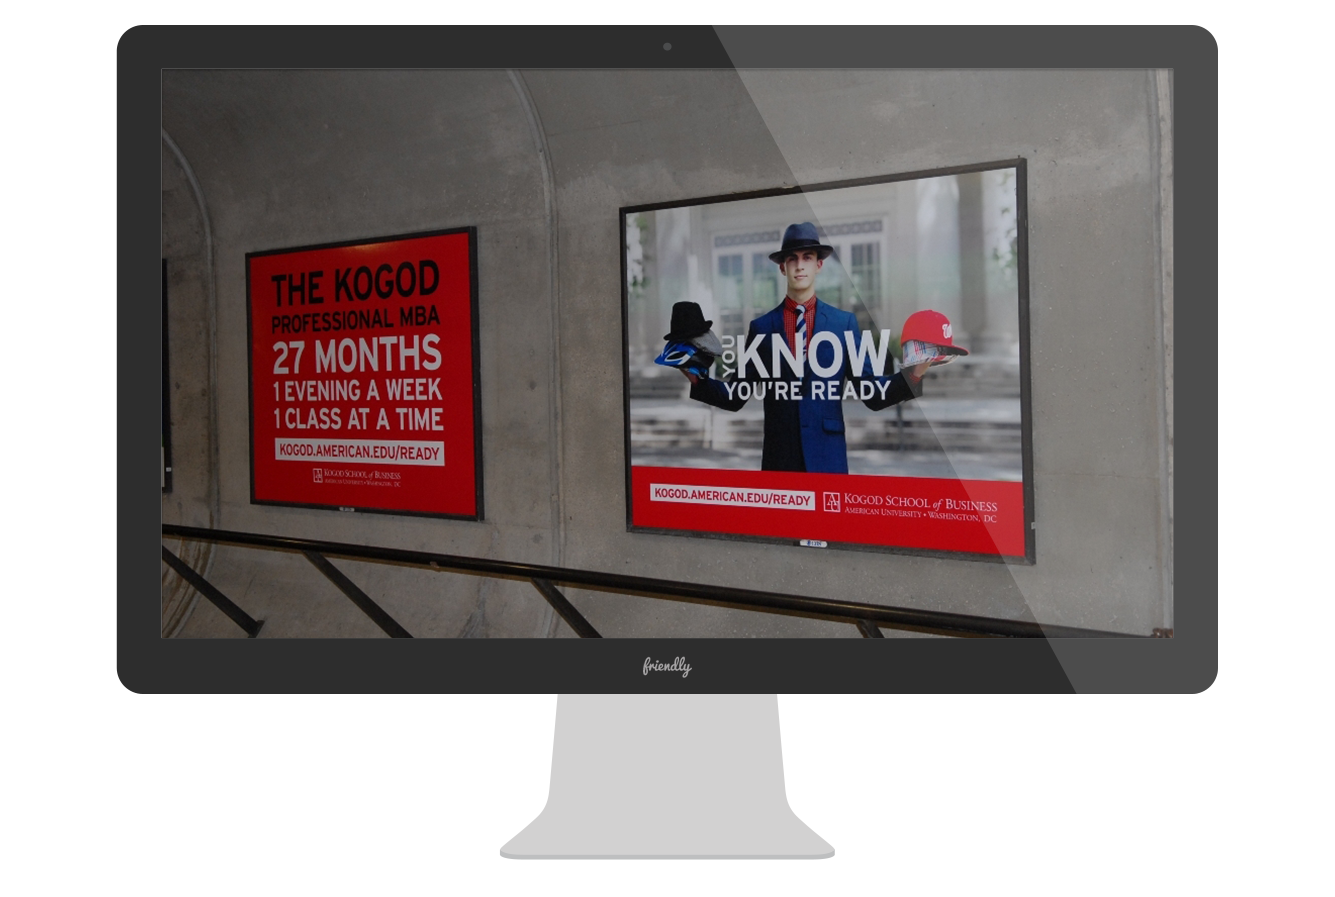 THE KOGOD
PROFESSIONAL MBA
27 MONTHS
1 EVENING A WEEK
1 CLASS AT A TIME
KOGOD.AMERICAN.EDU/READY
KOGOD SCHOOL of BUSINESS
AMERICAN UNIVERSITY • WASHINGTON, DC
YOU
KNOW
YOU'RE READY
W
KOGOD.AMERICAN.EDU/READY
KOGOD SCHOOL of BUSINESS
AMERICAN UNIVERSITY • WASHINGTON, DC
friendly